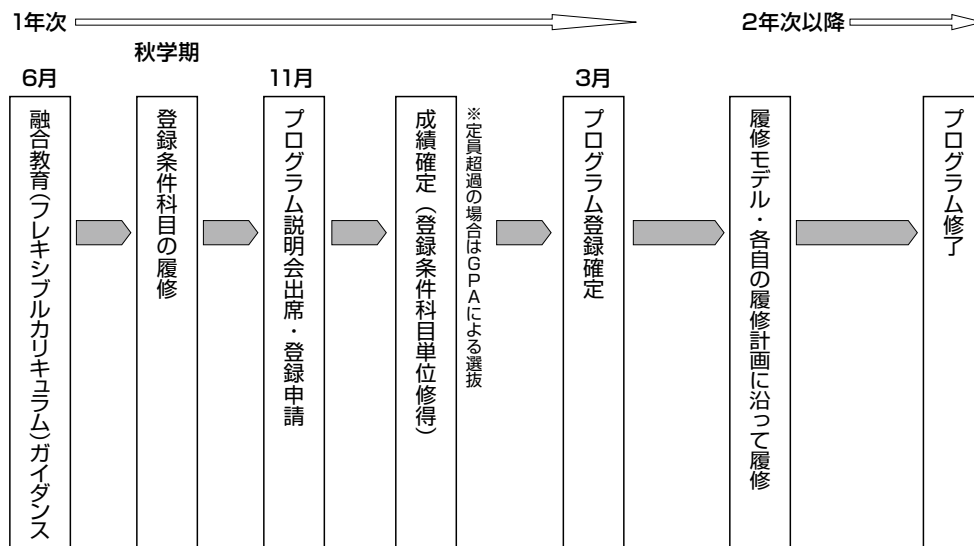 1年次
2年次以降
秋学期
6月
11月
3月
融合教育(フレキシブルカリキュラム)ガイダンス
登録条件科目の履修
プログラム説明会出席・登録申請
成績確定(登録条件科目単位修得)
※定員超過の場合はGPAによる選抜
プログラム登録確定
履修モデル・各自の履修計画に沿って履修
プログラム修了